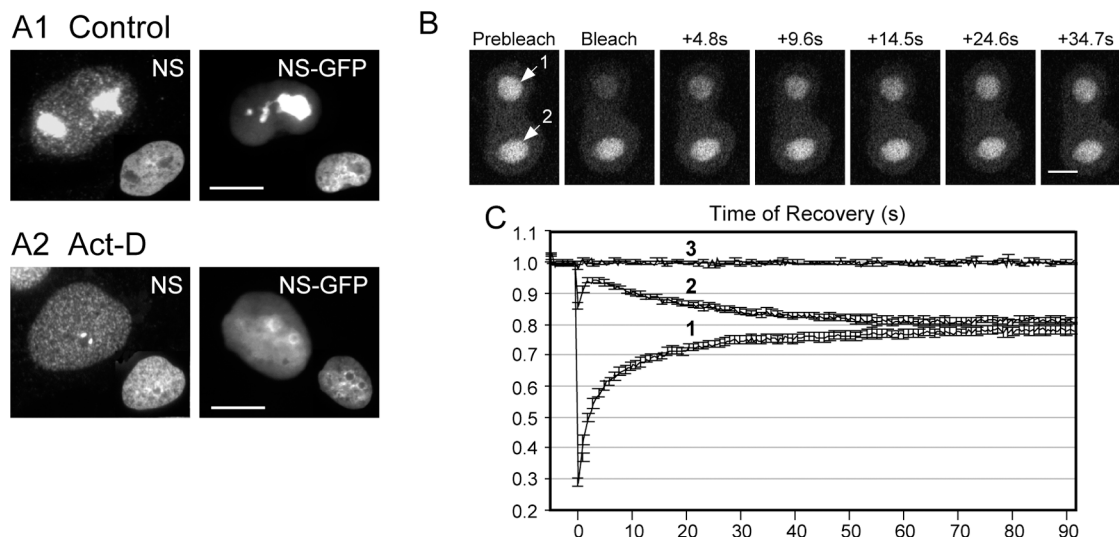 A1 Control
NS
NS-GFP
A2 Act-D
NS
NS-GFP
B
Prebleach Bleach +4.8s +9.6s +14.5s +24.6s +34.7s
1
2
C
Time of Recovery (s)
1.1
1.0
0.9
0.8
0.7
0.6
0.5
0.4
0.3
0.2
3
2
1
0 10 20 30 40 50 60 70 80 90